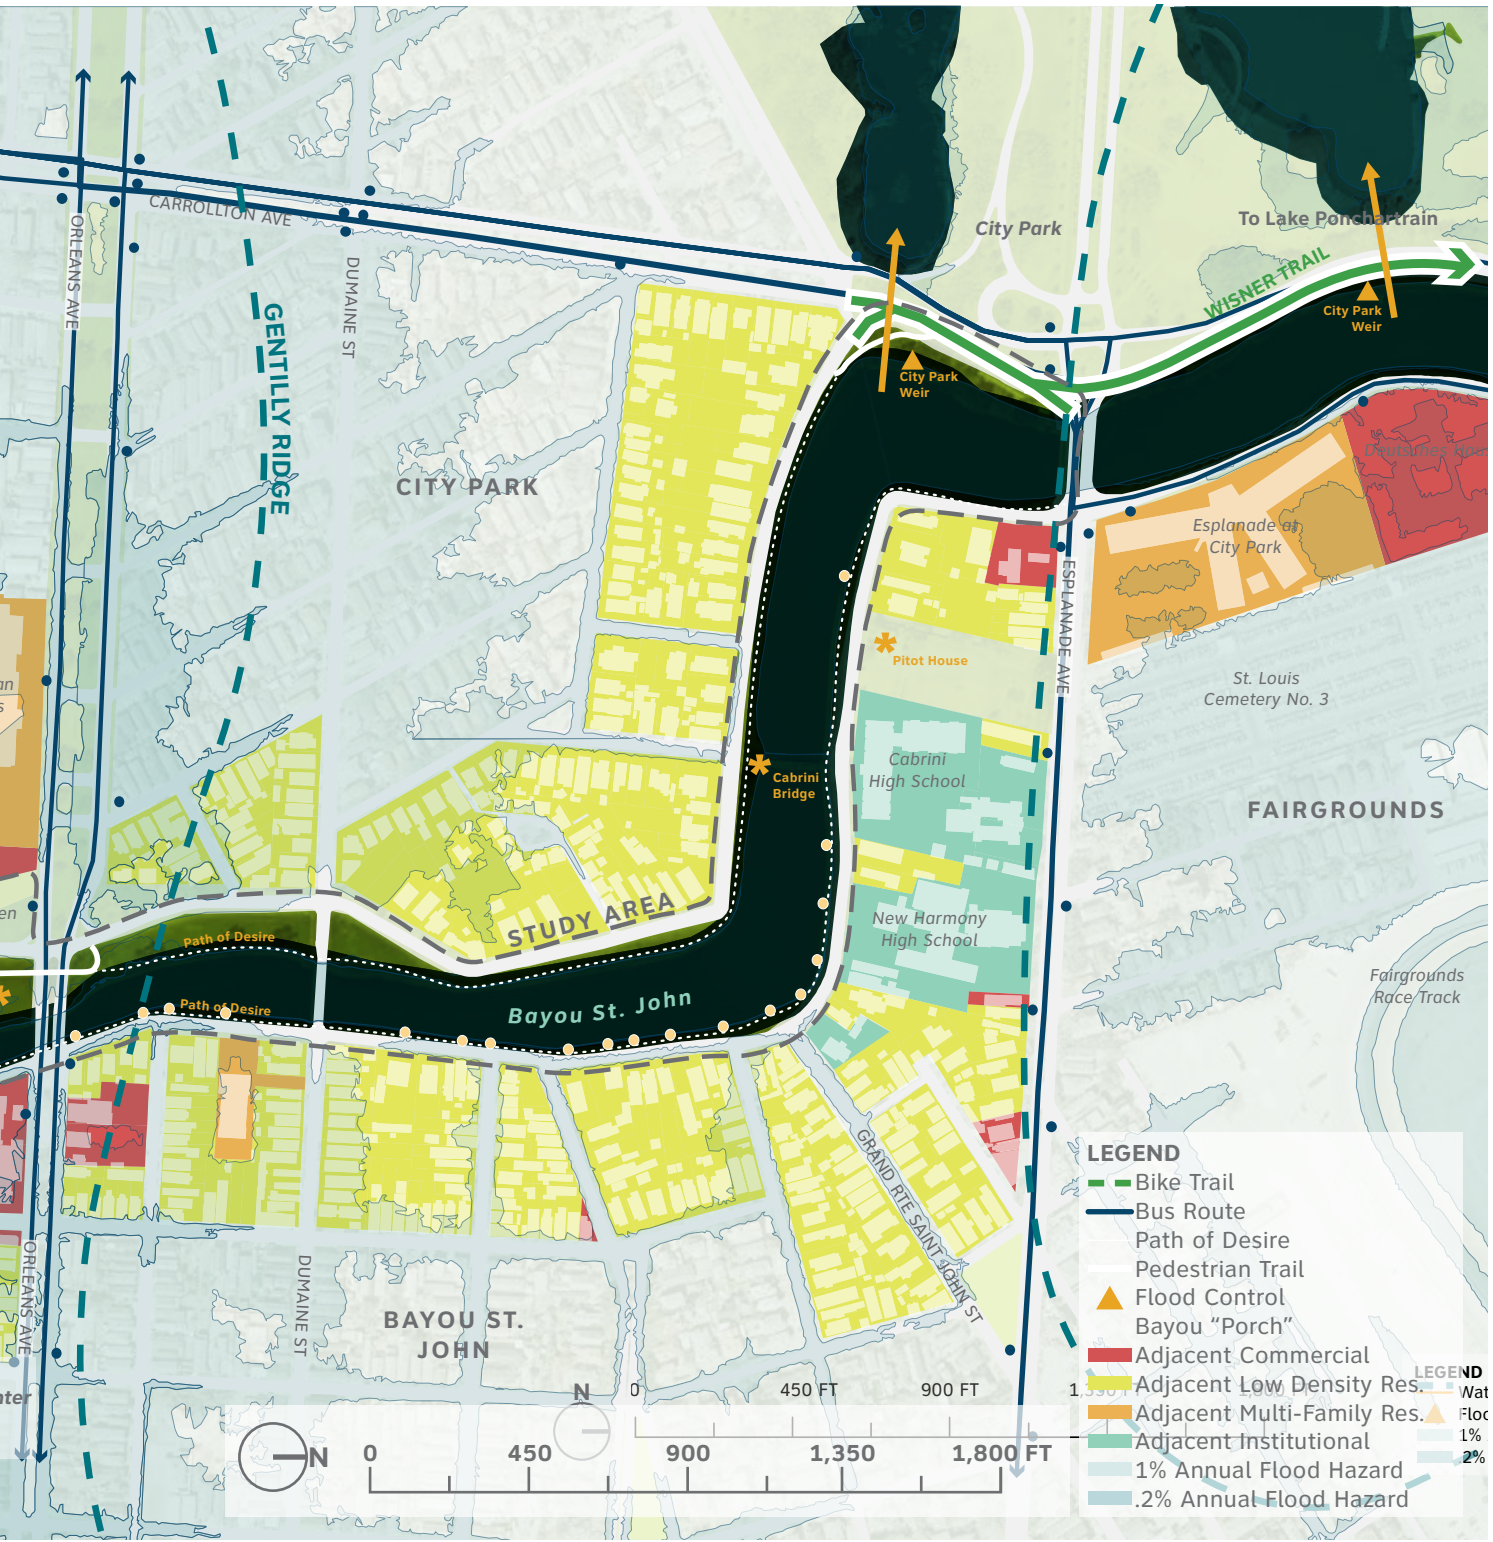 CARROLLTON AVE
ORLEANS AVE
DUMAINE ST
GENTILLY RIDGE
City Park
To Lake Ponchartrain
WISNER TRAIL
City Park
Weir
City Park
Weir
CITY PARK
Esplanade at
City Park
ESPLANADE AVE
Pitot House
St. Louis
Cemetery No. 3
Cabrini
High School
Cabrini
Bridge
FAIRGROUNDS
STUDY AREA
New Harmony
High School
Path of Desire
Path of Desire
Bayou St. John
Fairgrounds
Race Track
GRAND RTE SAINT JOHN ST
ORLEANS AVE
DUMAINE ST
BAYOU ST.
JOHN
LEGEND
Bike Trail
Bus Route
Path of Desire
Pedestrian Trail
Flood Control
Bayou “Porch”
Adjacent Commercial
Adjacent Low Density Res.
Adjacent Multi-Family Res.
Adjacent Institutional
1% Annual Flood Hazard
.2% Annual Flood Hazard
LEGEND
1%
.2%
N
0
450 FT
900 FT
N
0
450
900
1,350
1,800 FT